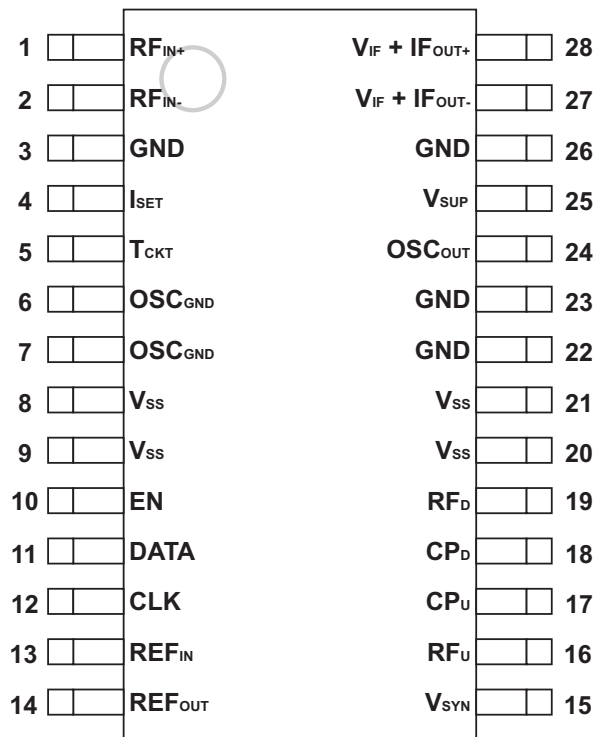 1 RFIN+ VIF + IFOUT+ 28
2 RFIN- VIF + IFOUT- 27
3 GND GND 26
4 ISET VSUP 25
5 TCKT OSCOUT 24
6 OSCGND GND 23
7 OSCGND GND 22
8 VSS VSS 21
9 VSS VSS 20
10 EN RFD 19
11 DATA CPD 18
12 CLK CPU 17
13 REFIN RFU 16
14 REFOUT VSYN 15